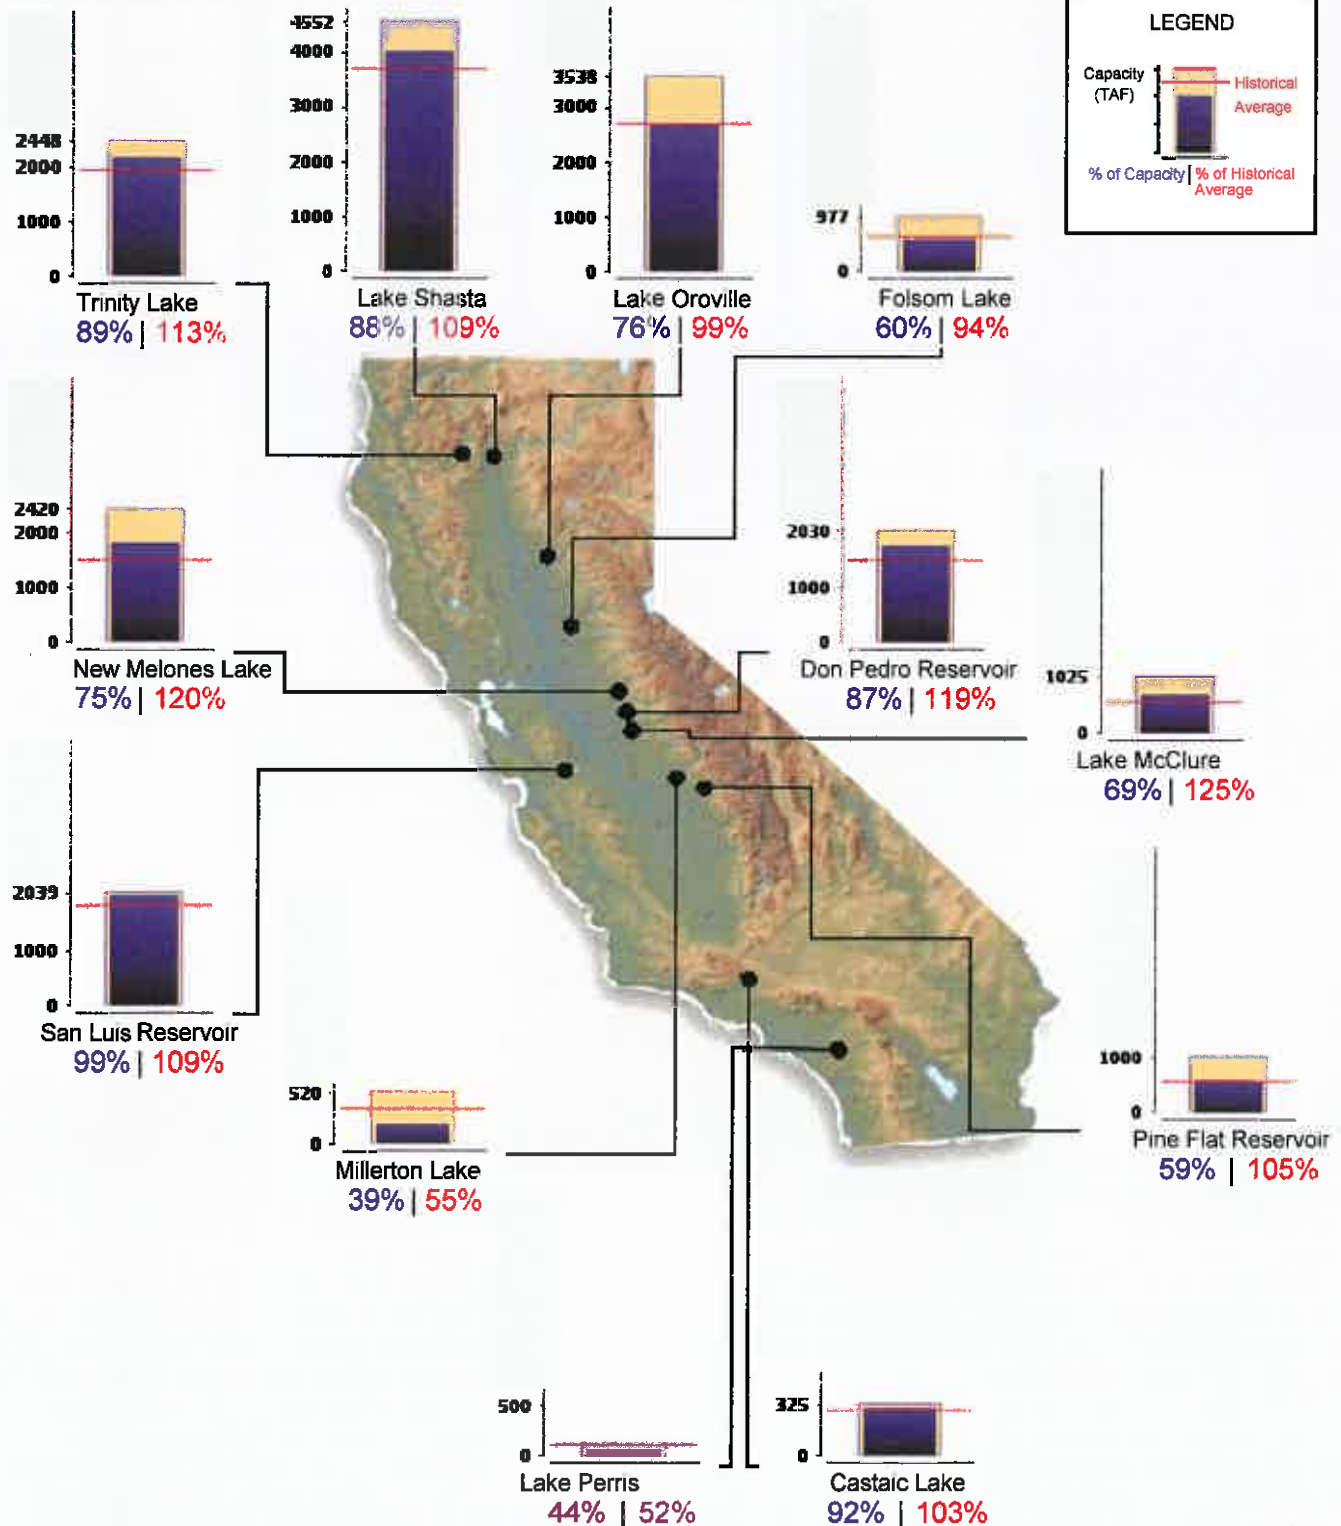 LEGEND
Capacity
(TAF)
Historical
Average
% of Capacity | % of Historical
Average
4552
4000
3000
2000
1000
0
Lake Shasta
88% | 109%
3538
3000
2000
1000
0
Lake Oroville
76% | 99%
2448
2000
1000
0
Trinity Lake
89% | 113%
977
0
Folsom Lake
60% | 94%
2420
2000
1000
0
New Melones Lake
75% | 120%
2030
1000
0
Don Pedro Reservoir
87% | 119%
1025
0
Lake McClure
69% | 125%
2039
1000
0
San Luis Reservoir
99% | 109%
520
0
Millerton Lake
39% | 55%
1000
0
Pine Flat Reservoir
59% | 105%
500
0
Lake Perris
44% | 52%
325
0
Castaic Lake
92% | 103%